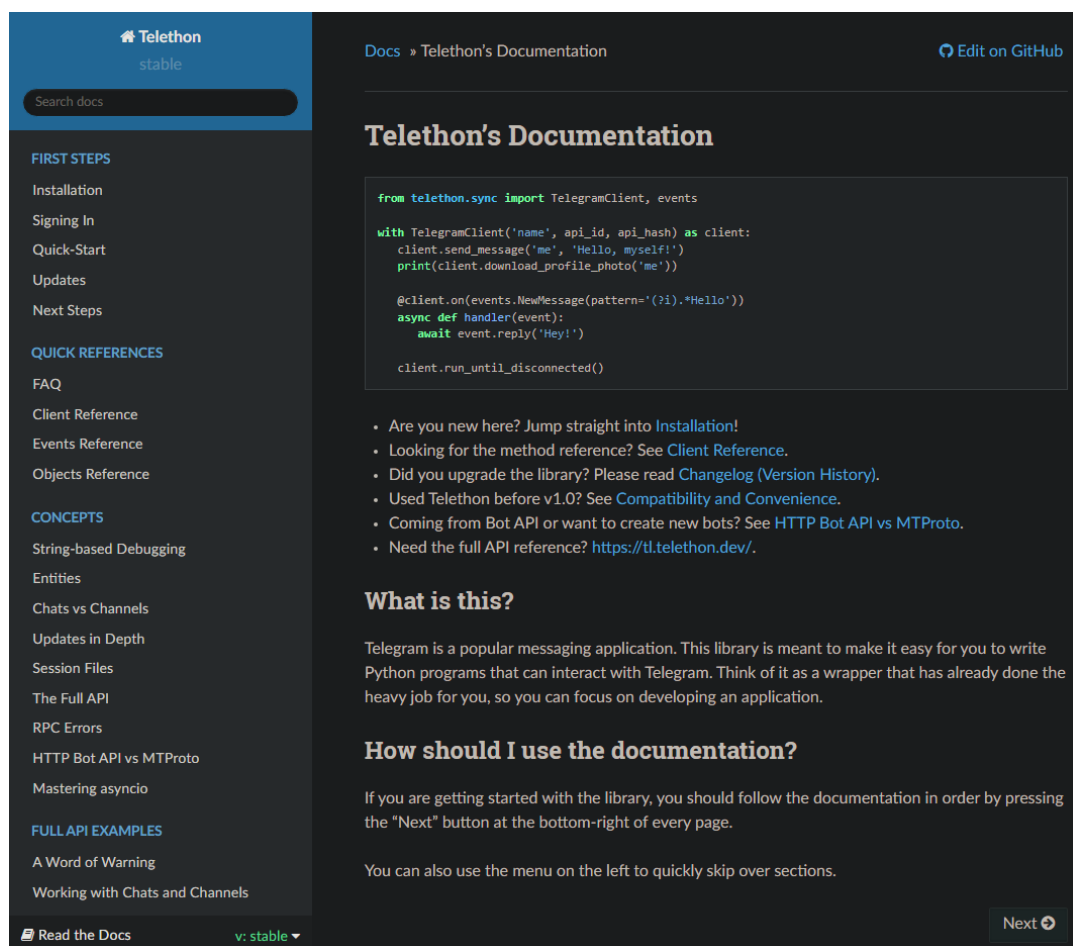 Telethon
stable
Search docs
FIRST STEPS
Installation
Signing In
Quick-Start
Updates
Next Steps
QUICK REFERENCES
FAQ
Client Reference
Events Reference
Objects Reference
CONCEPTS
String-based Debugging
Entities
Chats vs Channels
Updates in Depth
Session Files
The Full API
RPC Errors
HTTP Bot API vs MTProto
Mastering asyncio
FULL API EXAMPLES
A Word of Warning
Working with Chats and Channels
Read the Docs v: stable
Docs » Telethon's Documentation Edit on GitHub
Telethon’s Documentation
from telethon.sync import TelegramClient, events
with TelegramClient('name', api_id, api_hash) as client:
   client.send_message('me', 'Hello, myself!')
   print(client.download_profile_photo('me'))
   @client.on(events.NewMessage(pattern='(?i).*Hello'))
   async def handler(event):
      await event.reply('Hey!')
   client.run_until_disconnected()
• Are you new here? Jump straight into Installation!
• Looking for the method reference? See Client Reference.
• Did you upgrade the library? Please read Changelog (Version History).
• Used Telethon before v1.0? See Compatibility and Convenience.
• Coming from Bot API or want to create new bots? See HTTP Bot API vs MTProto.
• Need the full API reference? https://tl.telethon.dev/.
What is this?
Telegram is a popular messaging application. This library is meant to make it easy for you to write
Python programs that can interact with Telegram. Think of it as a wrapper that has already done the
heavy job for you, so you can focus on developing an application.
How should I use the documentation?
If you are getting started with the library, you should follow the documentation in order by pressing
the “Next” button at the bottom-right of every page.
You can also use the menu on the left to quickly skip over sections.
Next